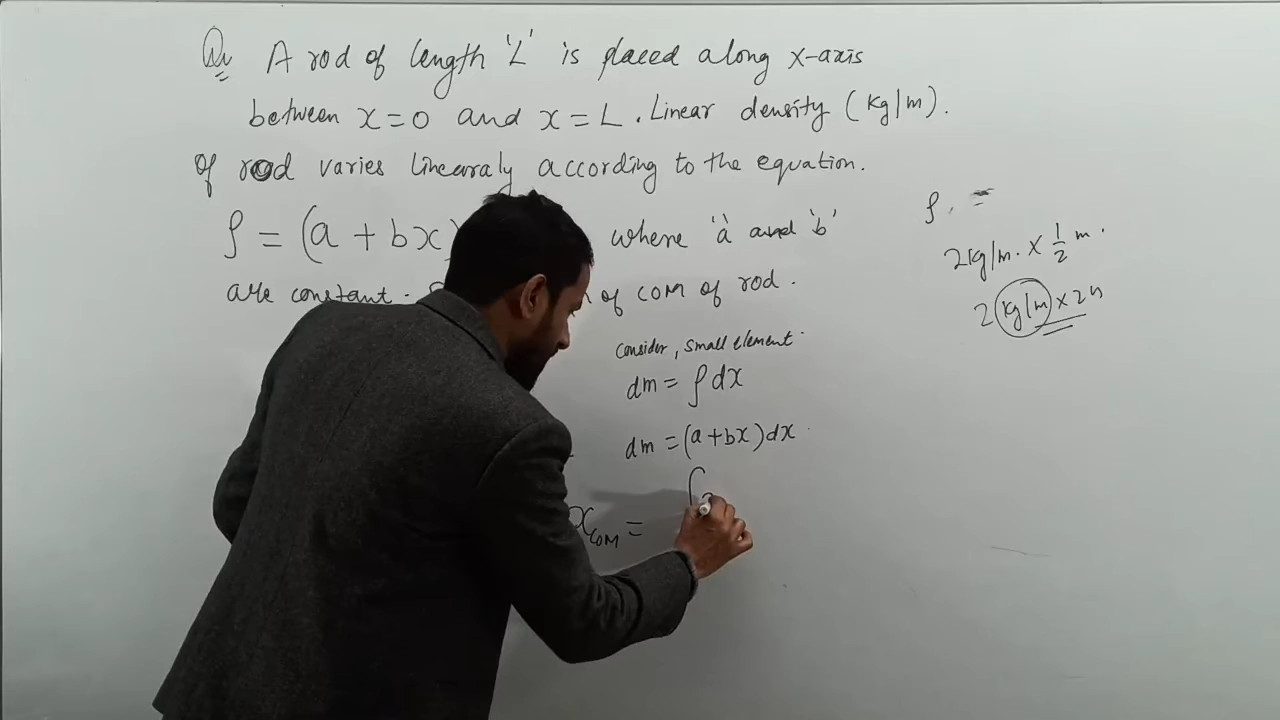 Qu A rod of length 'L' is placed along x-axis
between x=0 and x=L. Linear density (kg/m).
of rod varies linearaly according to the equation.
ρ = (a + bx) where 'a' and 'b'
are constant. of COM of rod.
consider, small element.
dm = ρ dx
dm = (a+bx)dx
x_COM = ∫
ρ. =
2kg/m. × 1/2 m.
2 (kg/m) × 2